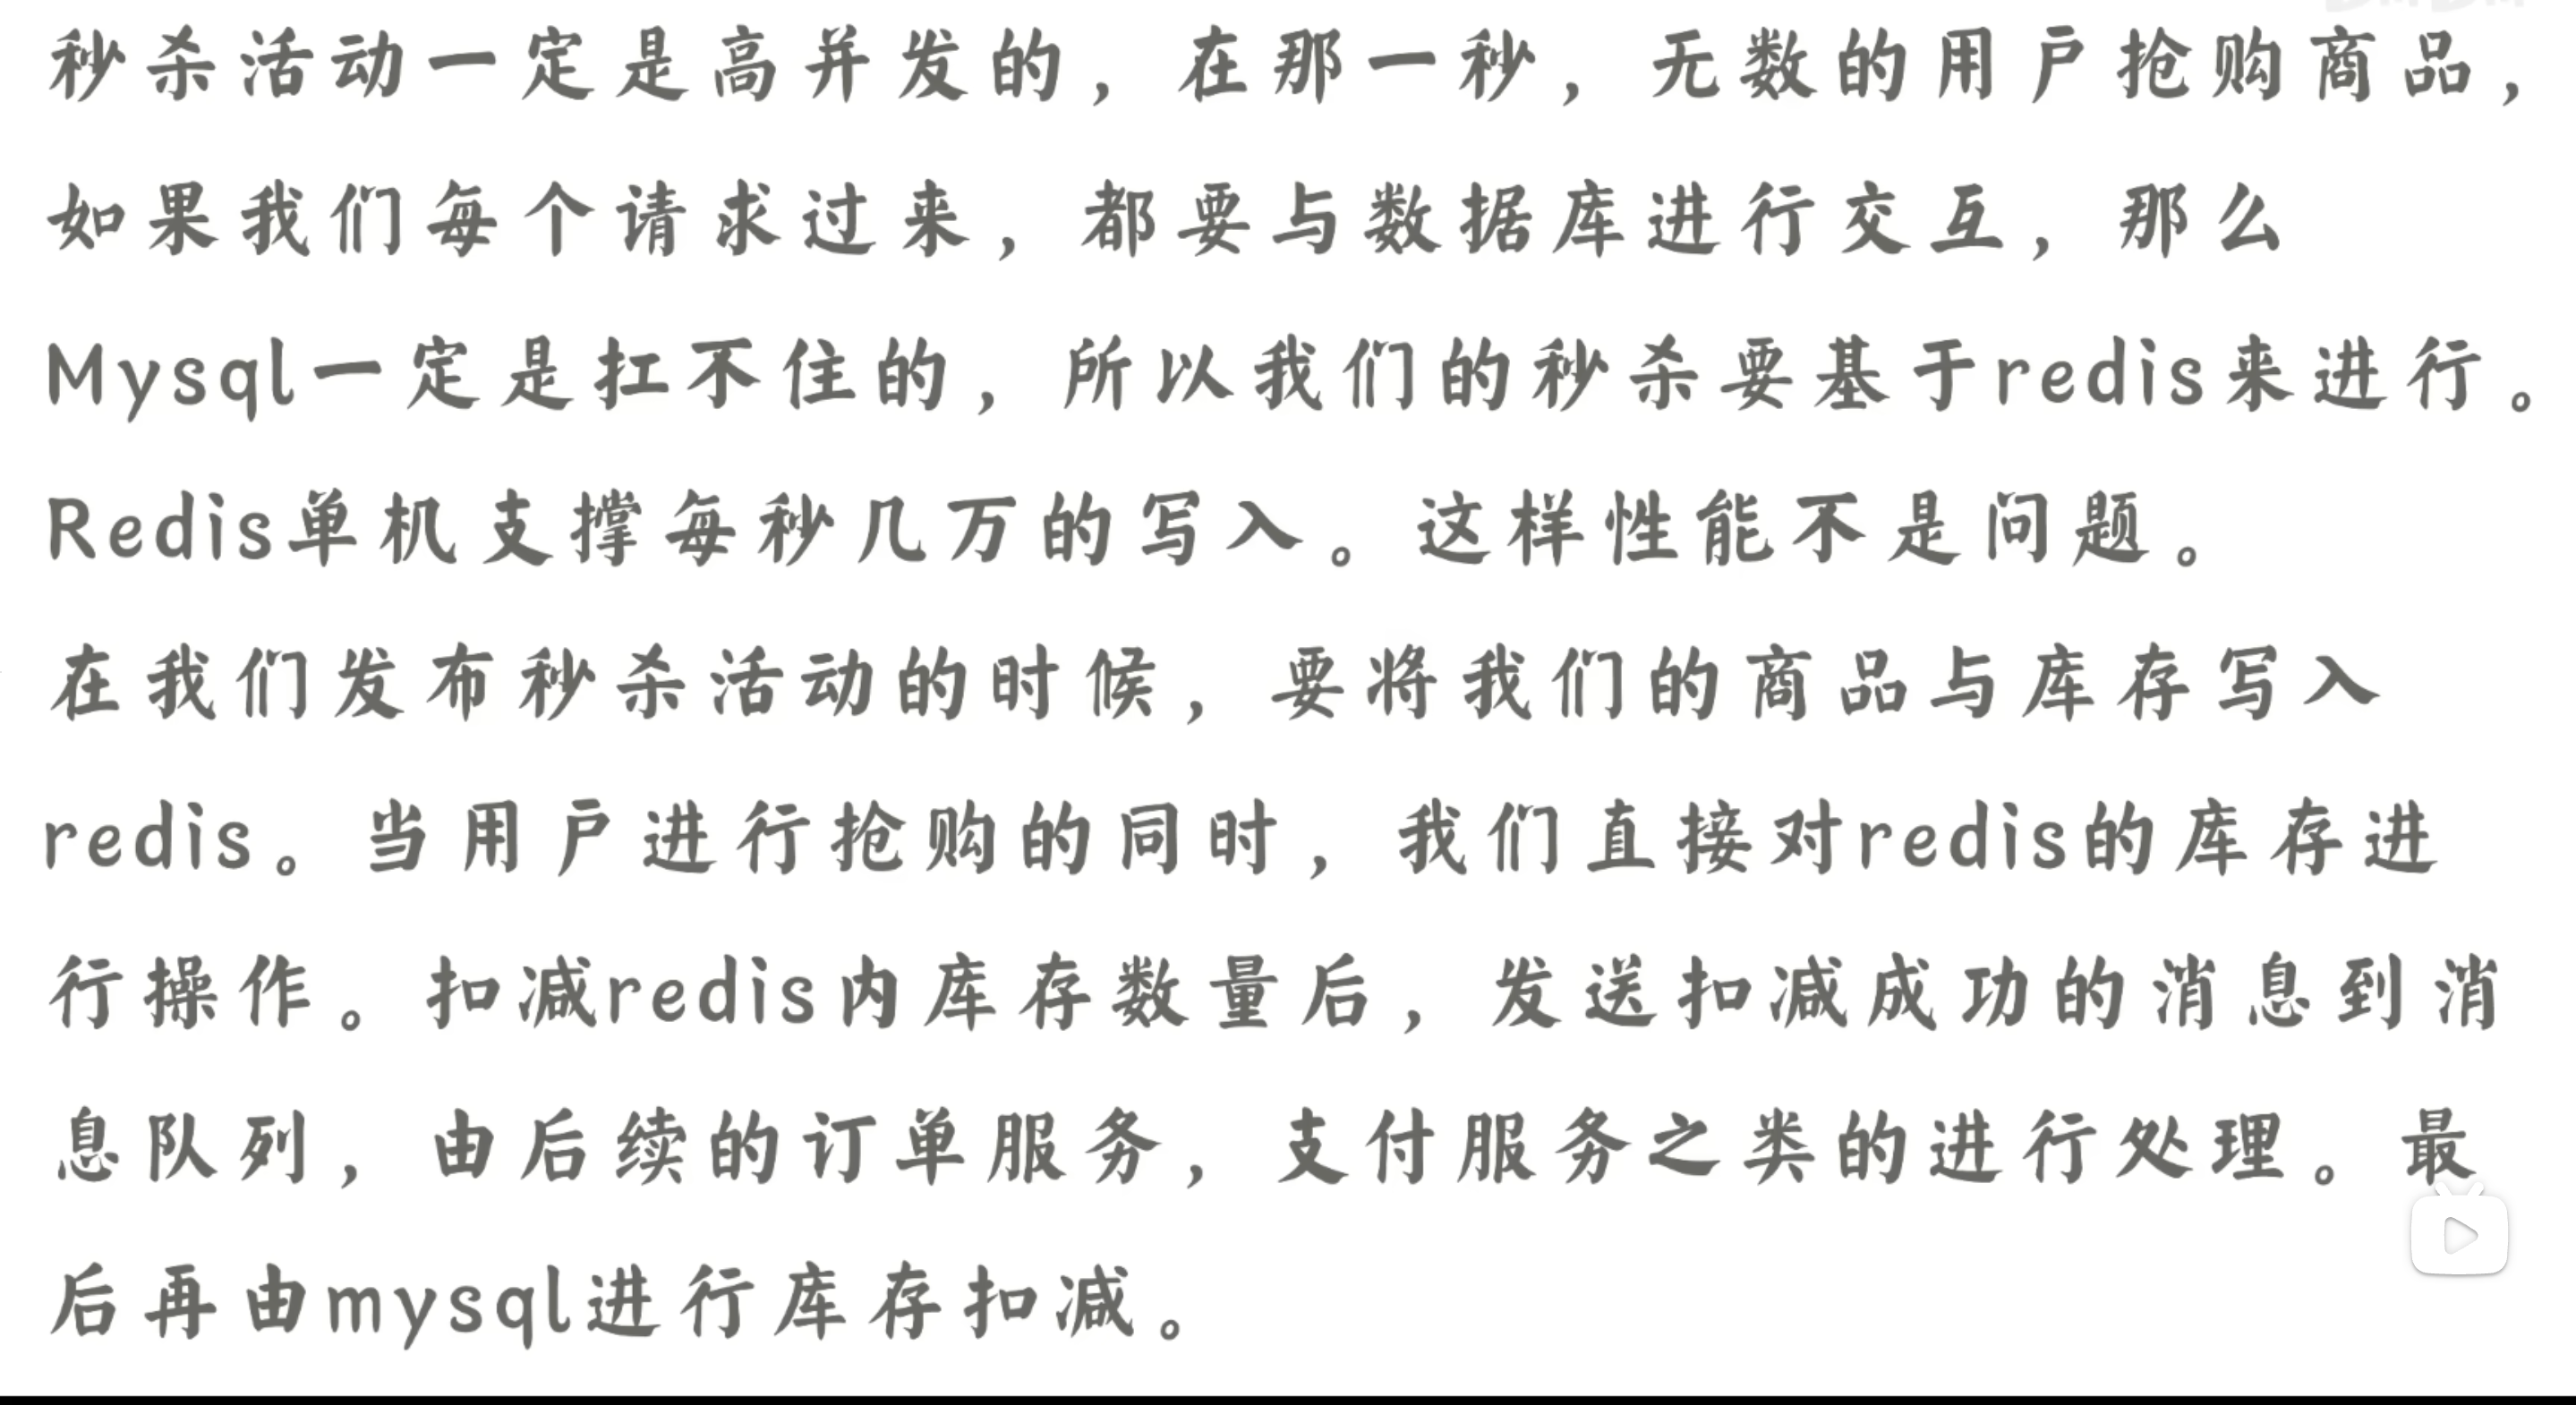 秒杀活动一定是高并发的，在那一秒，无数的用户抢购商品，
如果我们每个请求过来，都要与数据库进行交互，那么
Mysql一定是扛不住的，所以我们的秒杀要基于redis来进行。
Redis单机支撑每秒几万的写入。这样性能不是问题。
在我们发布秒杀活动的时候，要将我们的商品与库存写入
redis。当用户进行抢购的同时，我们直接对redis的库存进
行操作。扣减redis内库存数量后，发送扣减成功的消息到消
息队列，由后续的订单服务，支付服务之类的进行处理。最
后再由mysql进行库存扣减。